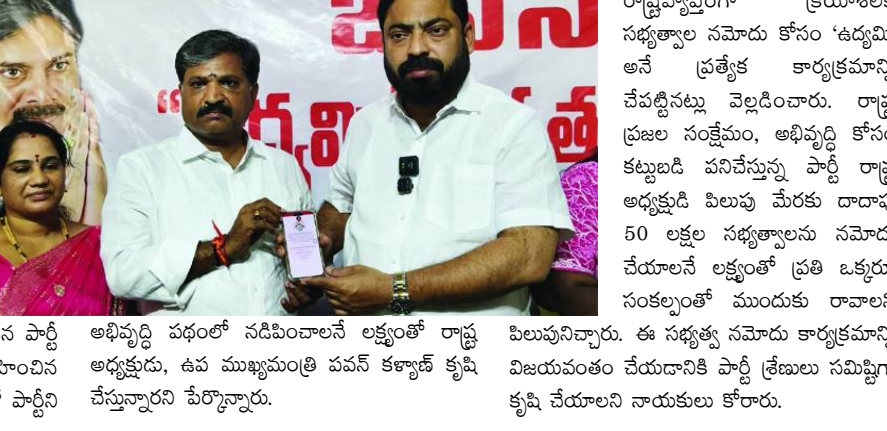 జన
“ఉద్యమి
న పార్టీ
హించిన
పార్టీని
అభివృద్ధి పథంలో నడిపించాలనే లక్ష్యంతో రాష్ట్ర
అధ్యక్షుడు, ఉప ముఖ్యమంత్రి పవన్ కళ్యాణ్ కృషి
చేస్తున్నారని పేర్కొన్నారు.
రాష్ట్రవ్యాప్తంగా క్రియాశీలక
సభ్యత్వాల నమోదు కోసం ‘ఉద్యమి
అనే ప్రత్యేక కార్యక్రమాన్ని
చేపట్టినట్లు వెల్లడించారు. రాష్ట్ర
ప్రజల సంక్షేమం, అభివృద్ధి కోసం
కట్టుబడి పనిచేస్తున్న పార్టీ రాష్ట్ర
అధ్యక్షుడి పిలుపు మేరకు దాదాపు
50 లక్షల సభ్యత్వాలను నమోదు
చేయాలనే లక్ష్యంతో ప్రతి ఒక్కరు
సంకల్పంతో ముందుకు రావాలని
పిలుపునిచ్చారు. ఈ సభ్యత్వ నమోదు కార్యక్రమాన్ని
విజయవంతం చేయడానికి పార్టీ శ్రేణులు సమిష్టిగా
కృషి చేయాలని నాయకులు కోరారు.